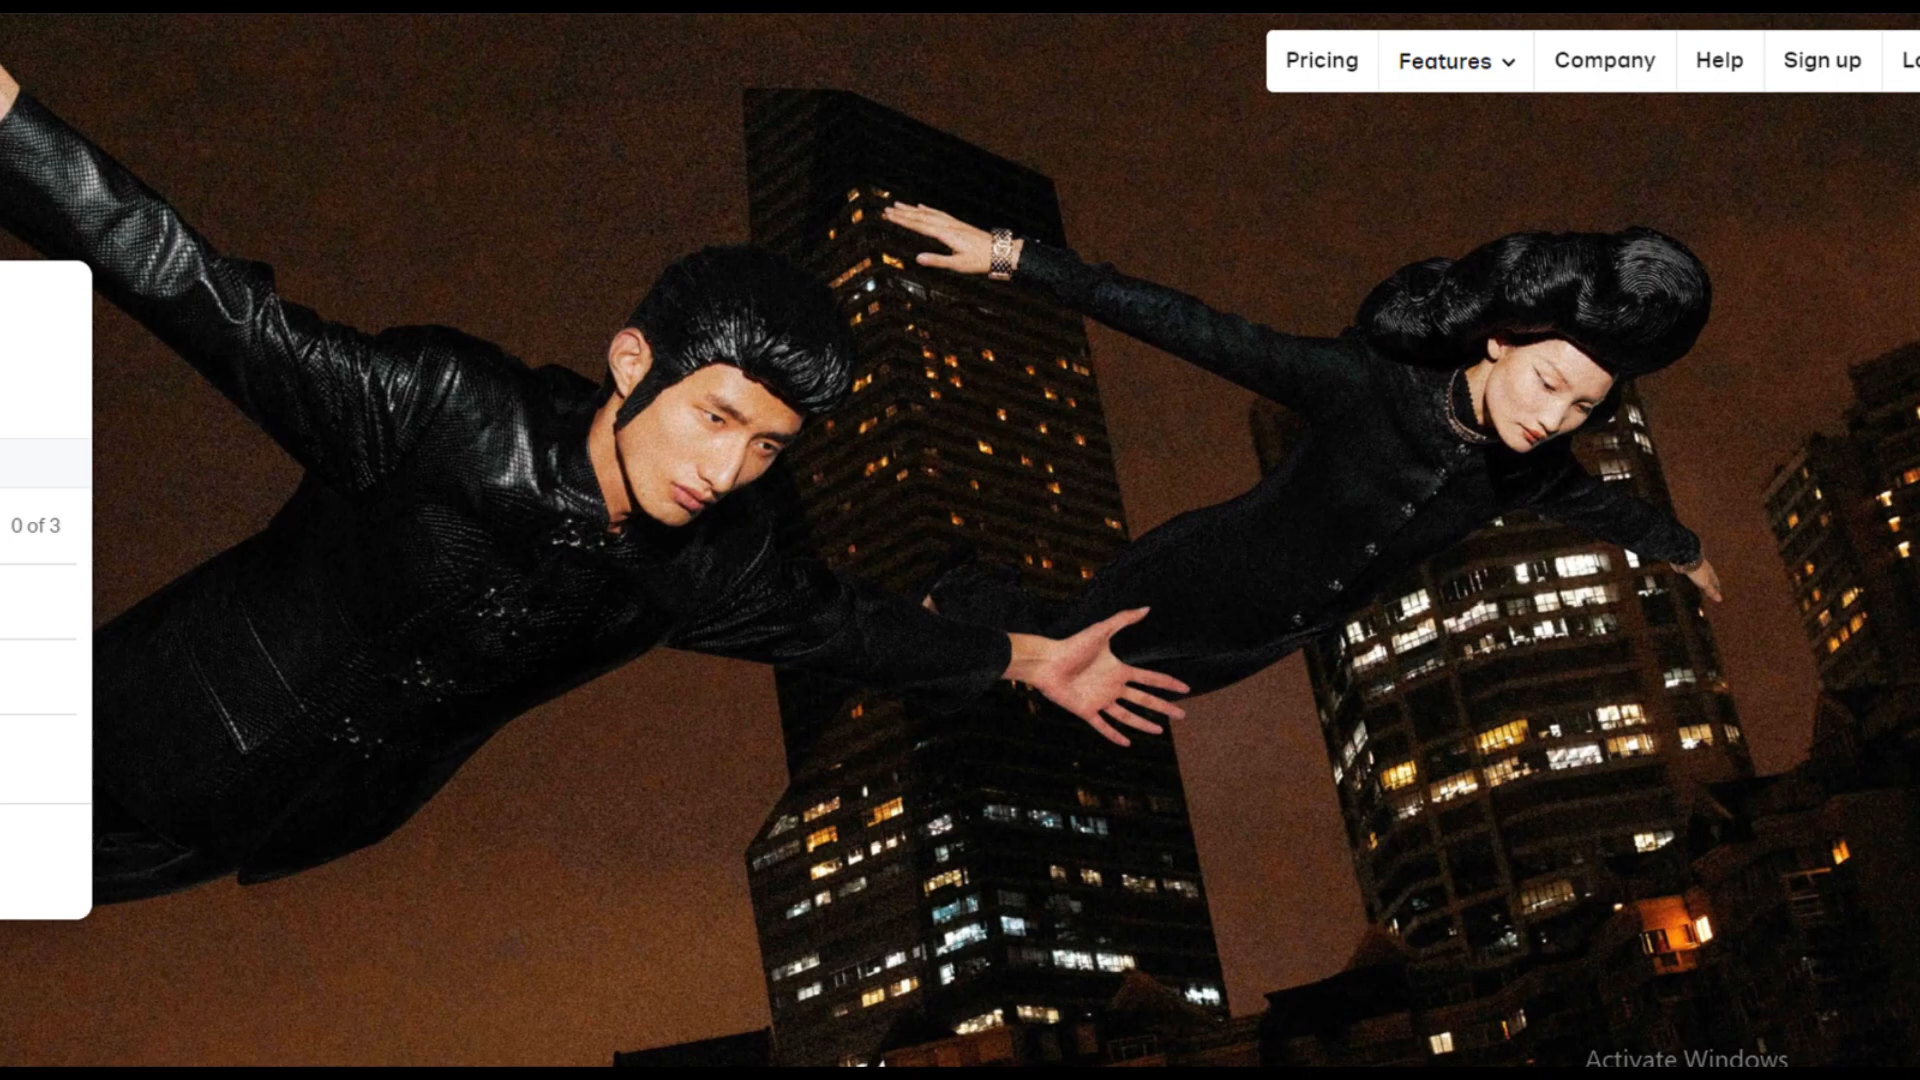 Pricing
Features
Company
Help
Sign up
0 of 3
Activate Windows